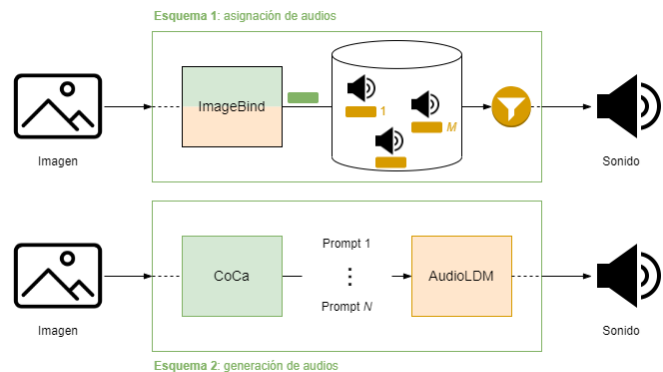 Esquema 1: asignación de audios
ImageBind
1
M
Imagen
Sonido
CoCa
Prompt 1
⋮
Prompt N
AudioLDM
Imagen
Sonido
Esquema 2: generación de audios